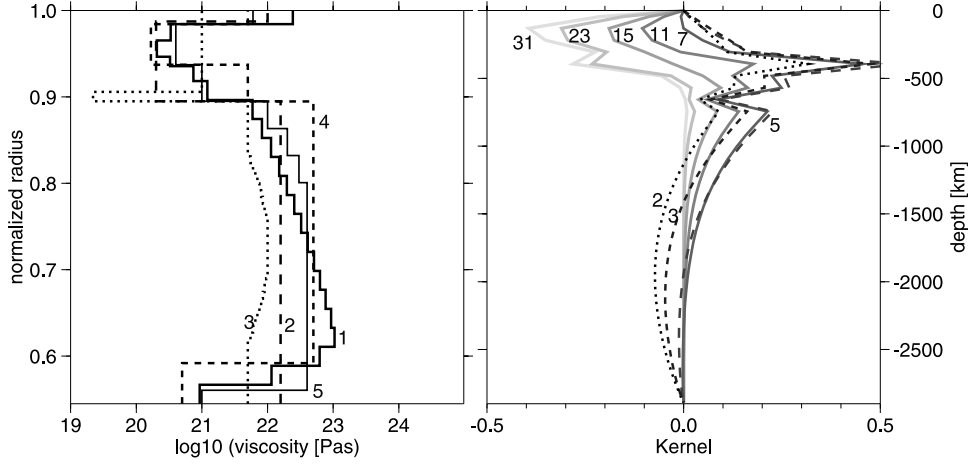 1.0
0.9
0.8
0.7
0.6
normalized radius
19 20 21 22 23 24
log10 (viscosity [Pas)
4
3
2
1
5
31 23 15 11 7
5
2
3
0
-500
-1000
-1500
-2000
-2500
depth [km]
-0.5 0.0 0.5
Kernel